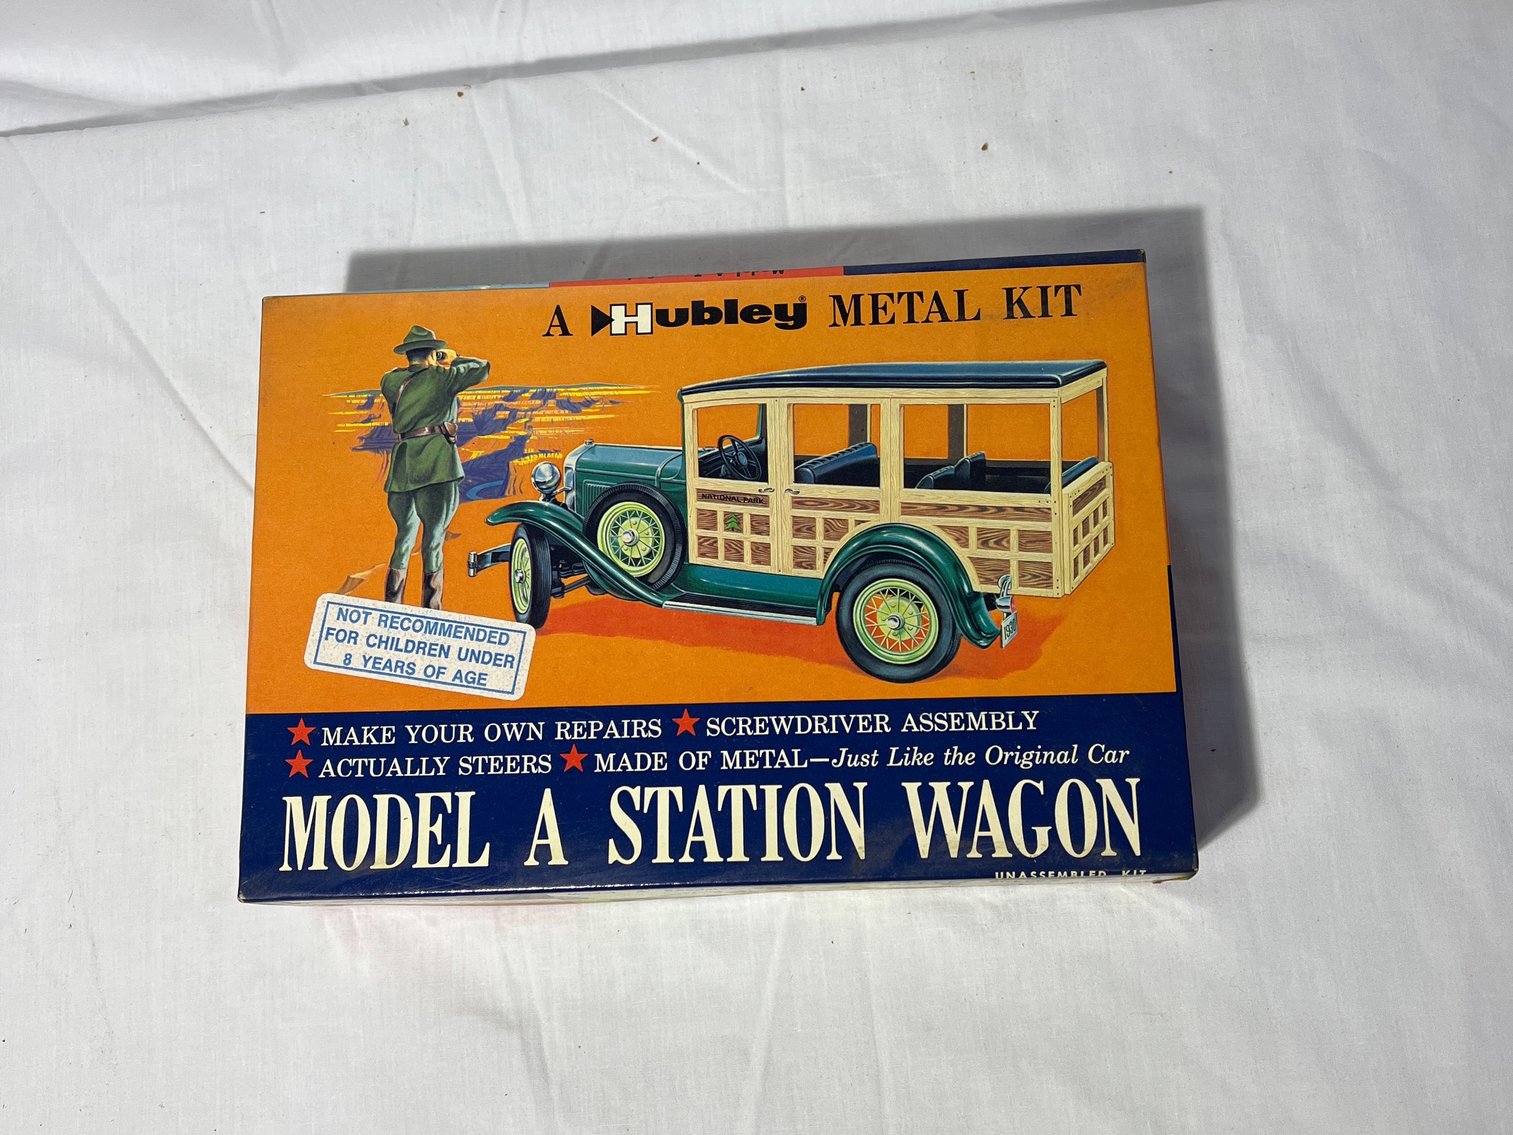 A Hubley® METAL KIT
NATIONAL PARK
1930
NOT RECOMMENDED
FOR CHILDREN UNDER
8 YEARS OF AGE
★ MAKE YOUR OWN REPAIRS ★ SCREWDRIVER ASSEMBLY
★ ACTUALLY STEERS ★ MADE OF METAL—Just Like the Original Car
MODEL A STATION WAGON
UNASSEMBLED KIT